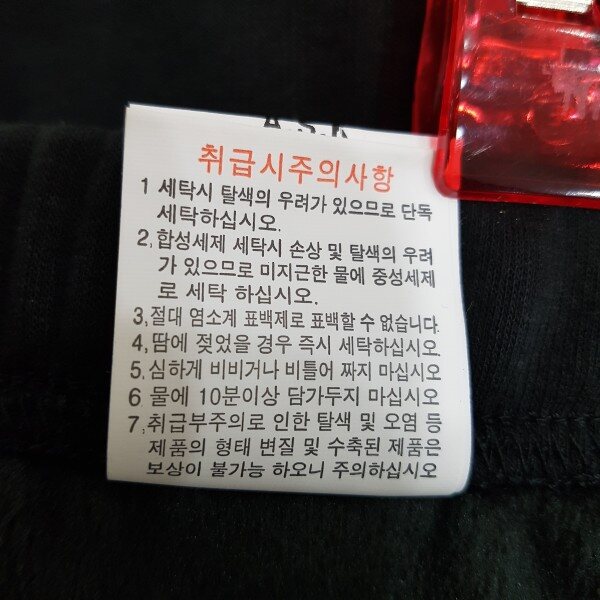 A.S.K
취급시주의사항
1 세탁시 탈색의 우려가 있으므로 단독
세탁하십시오.
2, 합성세제 세탁시 손상 및 탈색의 우려
가 있으므로 미지근한 물에 중성세제
로 세탁 하십시오.
3, 절대 염소계 표백제로 표백할 수 없습니다.
4, 땀에 젖었을 경우 즉시 세탁하십시오
5, 심하게 비비거나 비틀어 짜지 마십시오
6 물에 10분이상 담가두지 마십시오
7, 취급부주의로 인한 탈색 및 오염 등
제품의 형태 변질 및 수축된 제품은
보상이 불가능 하오니 주의하십시오